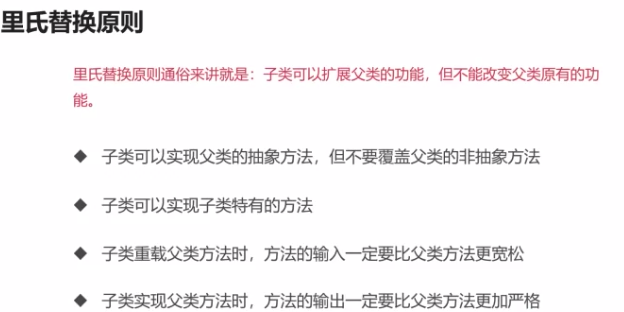 里氏替换原则
里氏替换原则通俗来讲就是：子类可以扩展父类的功能，但不能改变父类原有的功
能。
◆ 子类可以实现父类的抽象方法，但不要覆盖父类的非抽象方法
◆ 子类可以实现子类特有的方法
◆ 子类重载父类方法时，方法的输入一定要比父类方法更宽松
◆ 子类实现父类方法时，方法的输出一定要比父类方法更加严格